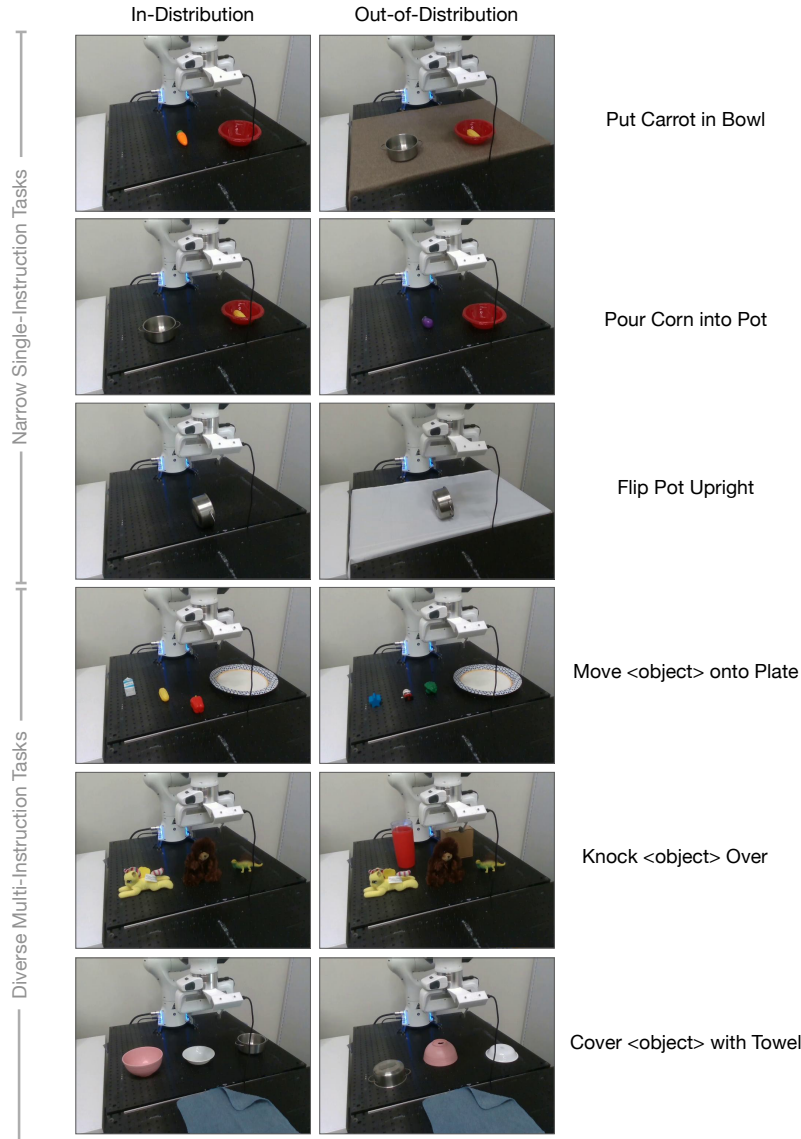 In-Distribution
Out-of-Distribution
Narrow Single-Instruction Tasks
Put Carrot in Bowl
Pour Corn into Pot
Flip Pot Upright
Diverse Multi-Instruction Tasks
Move <object> onto Plate
Knock <object> Over
Cover <object> with Towel